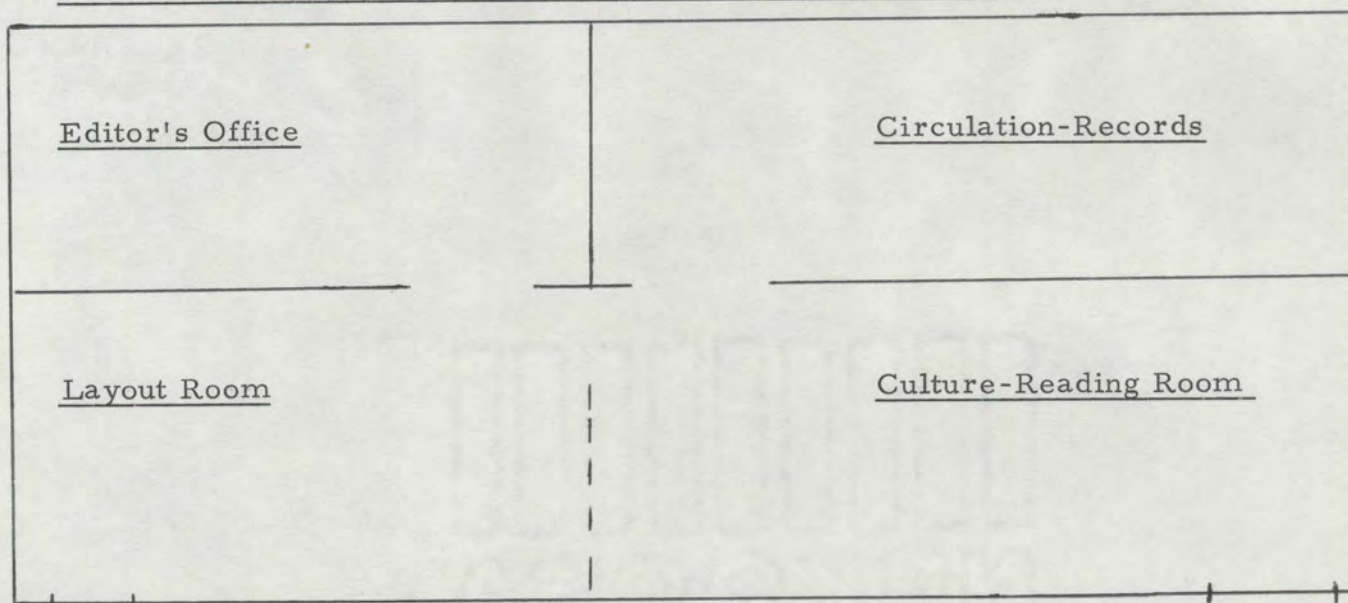 Editor's Office
Circulation-Records
Layout Room
Culture-Reading Room